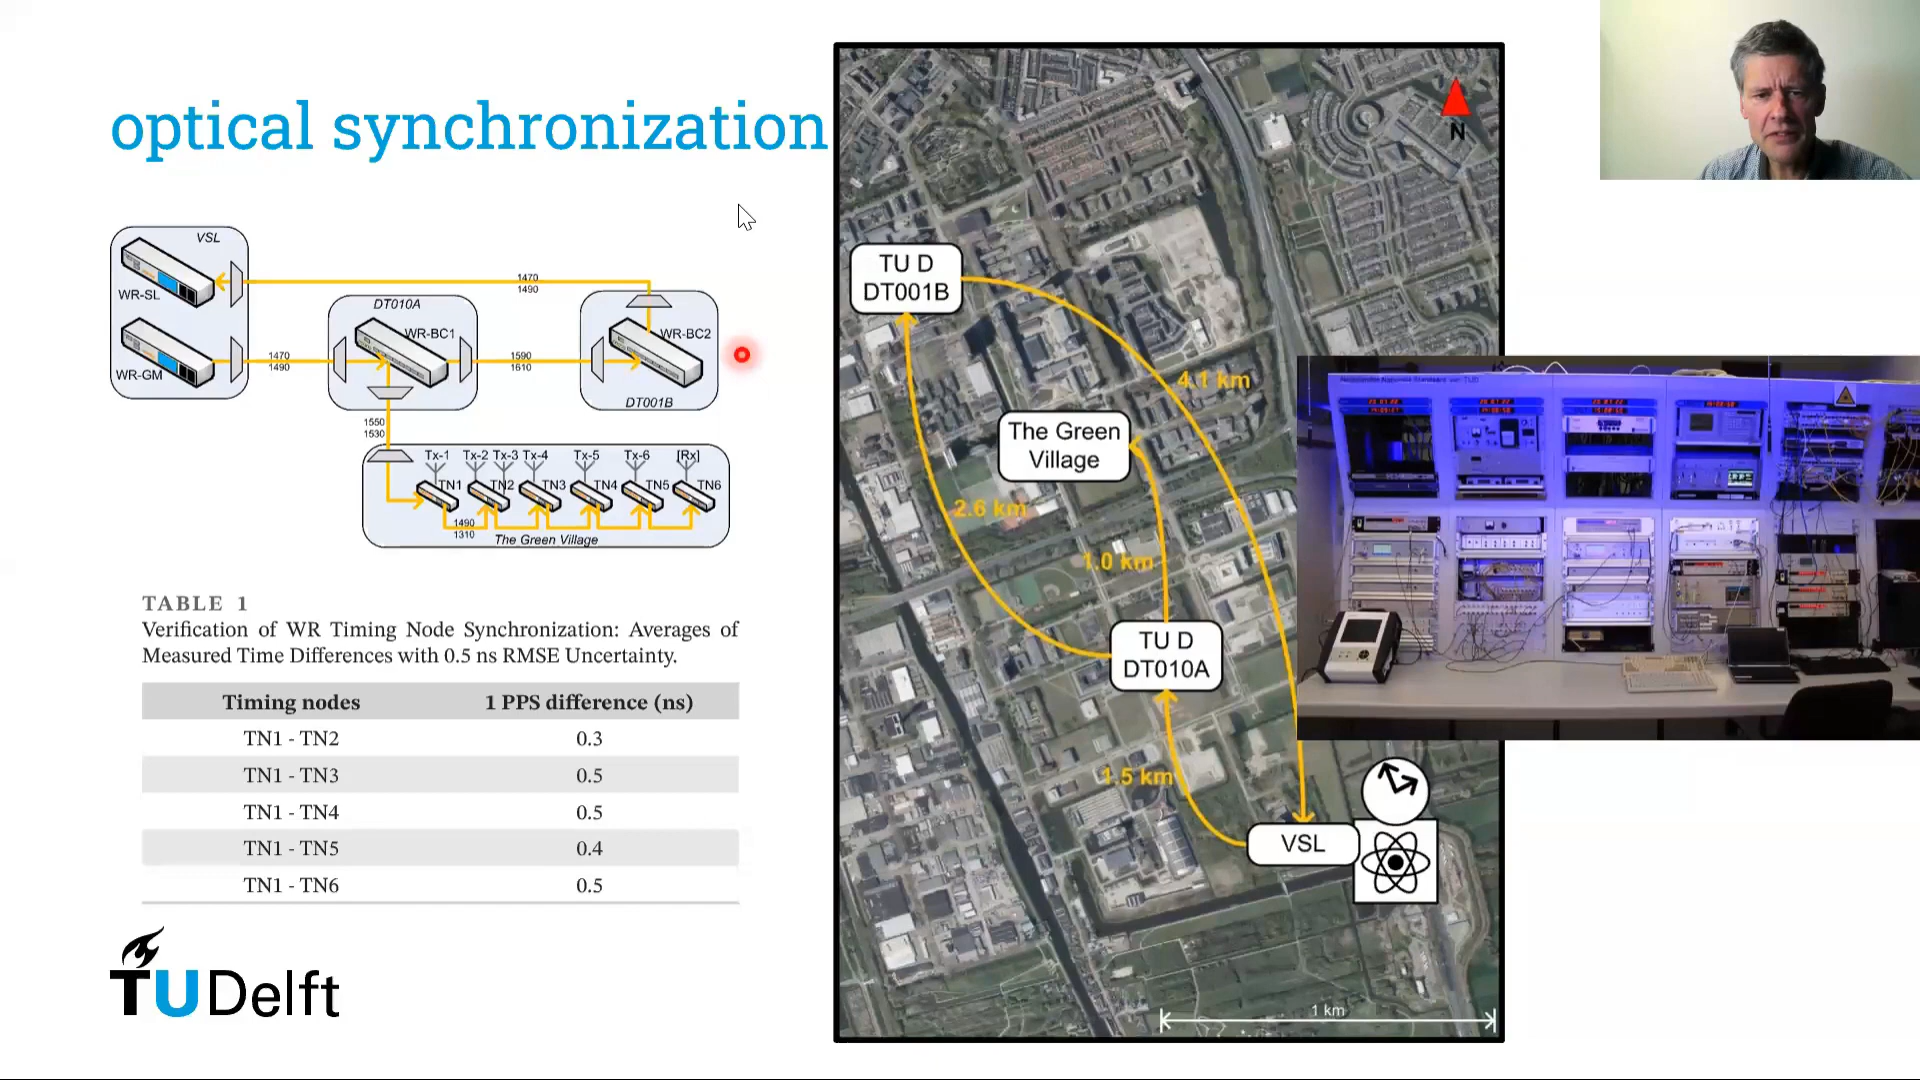 optical synchronization
VSL
WR-SL
WR-GM
1470
1490
1470
1490
DT010A
WR-BC1
1590
1610
WR-BC2
DT001B
1550
1530
Tx-1 Tx-2 Tx-3 Tx-4 Tx-5 Tx-6 [Rx]
TN1 TN2 TN3 TN4 TN5 TN6
1490
1310
The Green Village
TABLE 1
Verification of WR Timing Node Synchronization: Averages of
Measured Time Differences with 0.5 ns RMSE Uncertainty.
Timing nodes 1 PPS difference (ns)
TN1 - TN2 0.3
TN1 - TN3 0.5
TN1 - TN4 0.5
TN1 - TN5 0.4
TN1 - TN6 0.5
TU Delft
N
TU D
DT001B
4.1 km
The Green
Village
2.6 km
1.0 km
TU D
DT010A
1.5 km
VSL
1 km